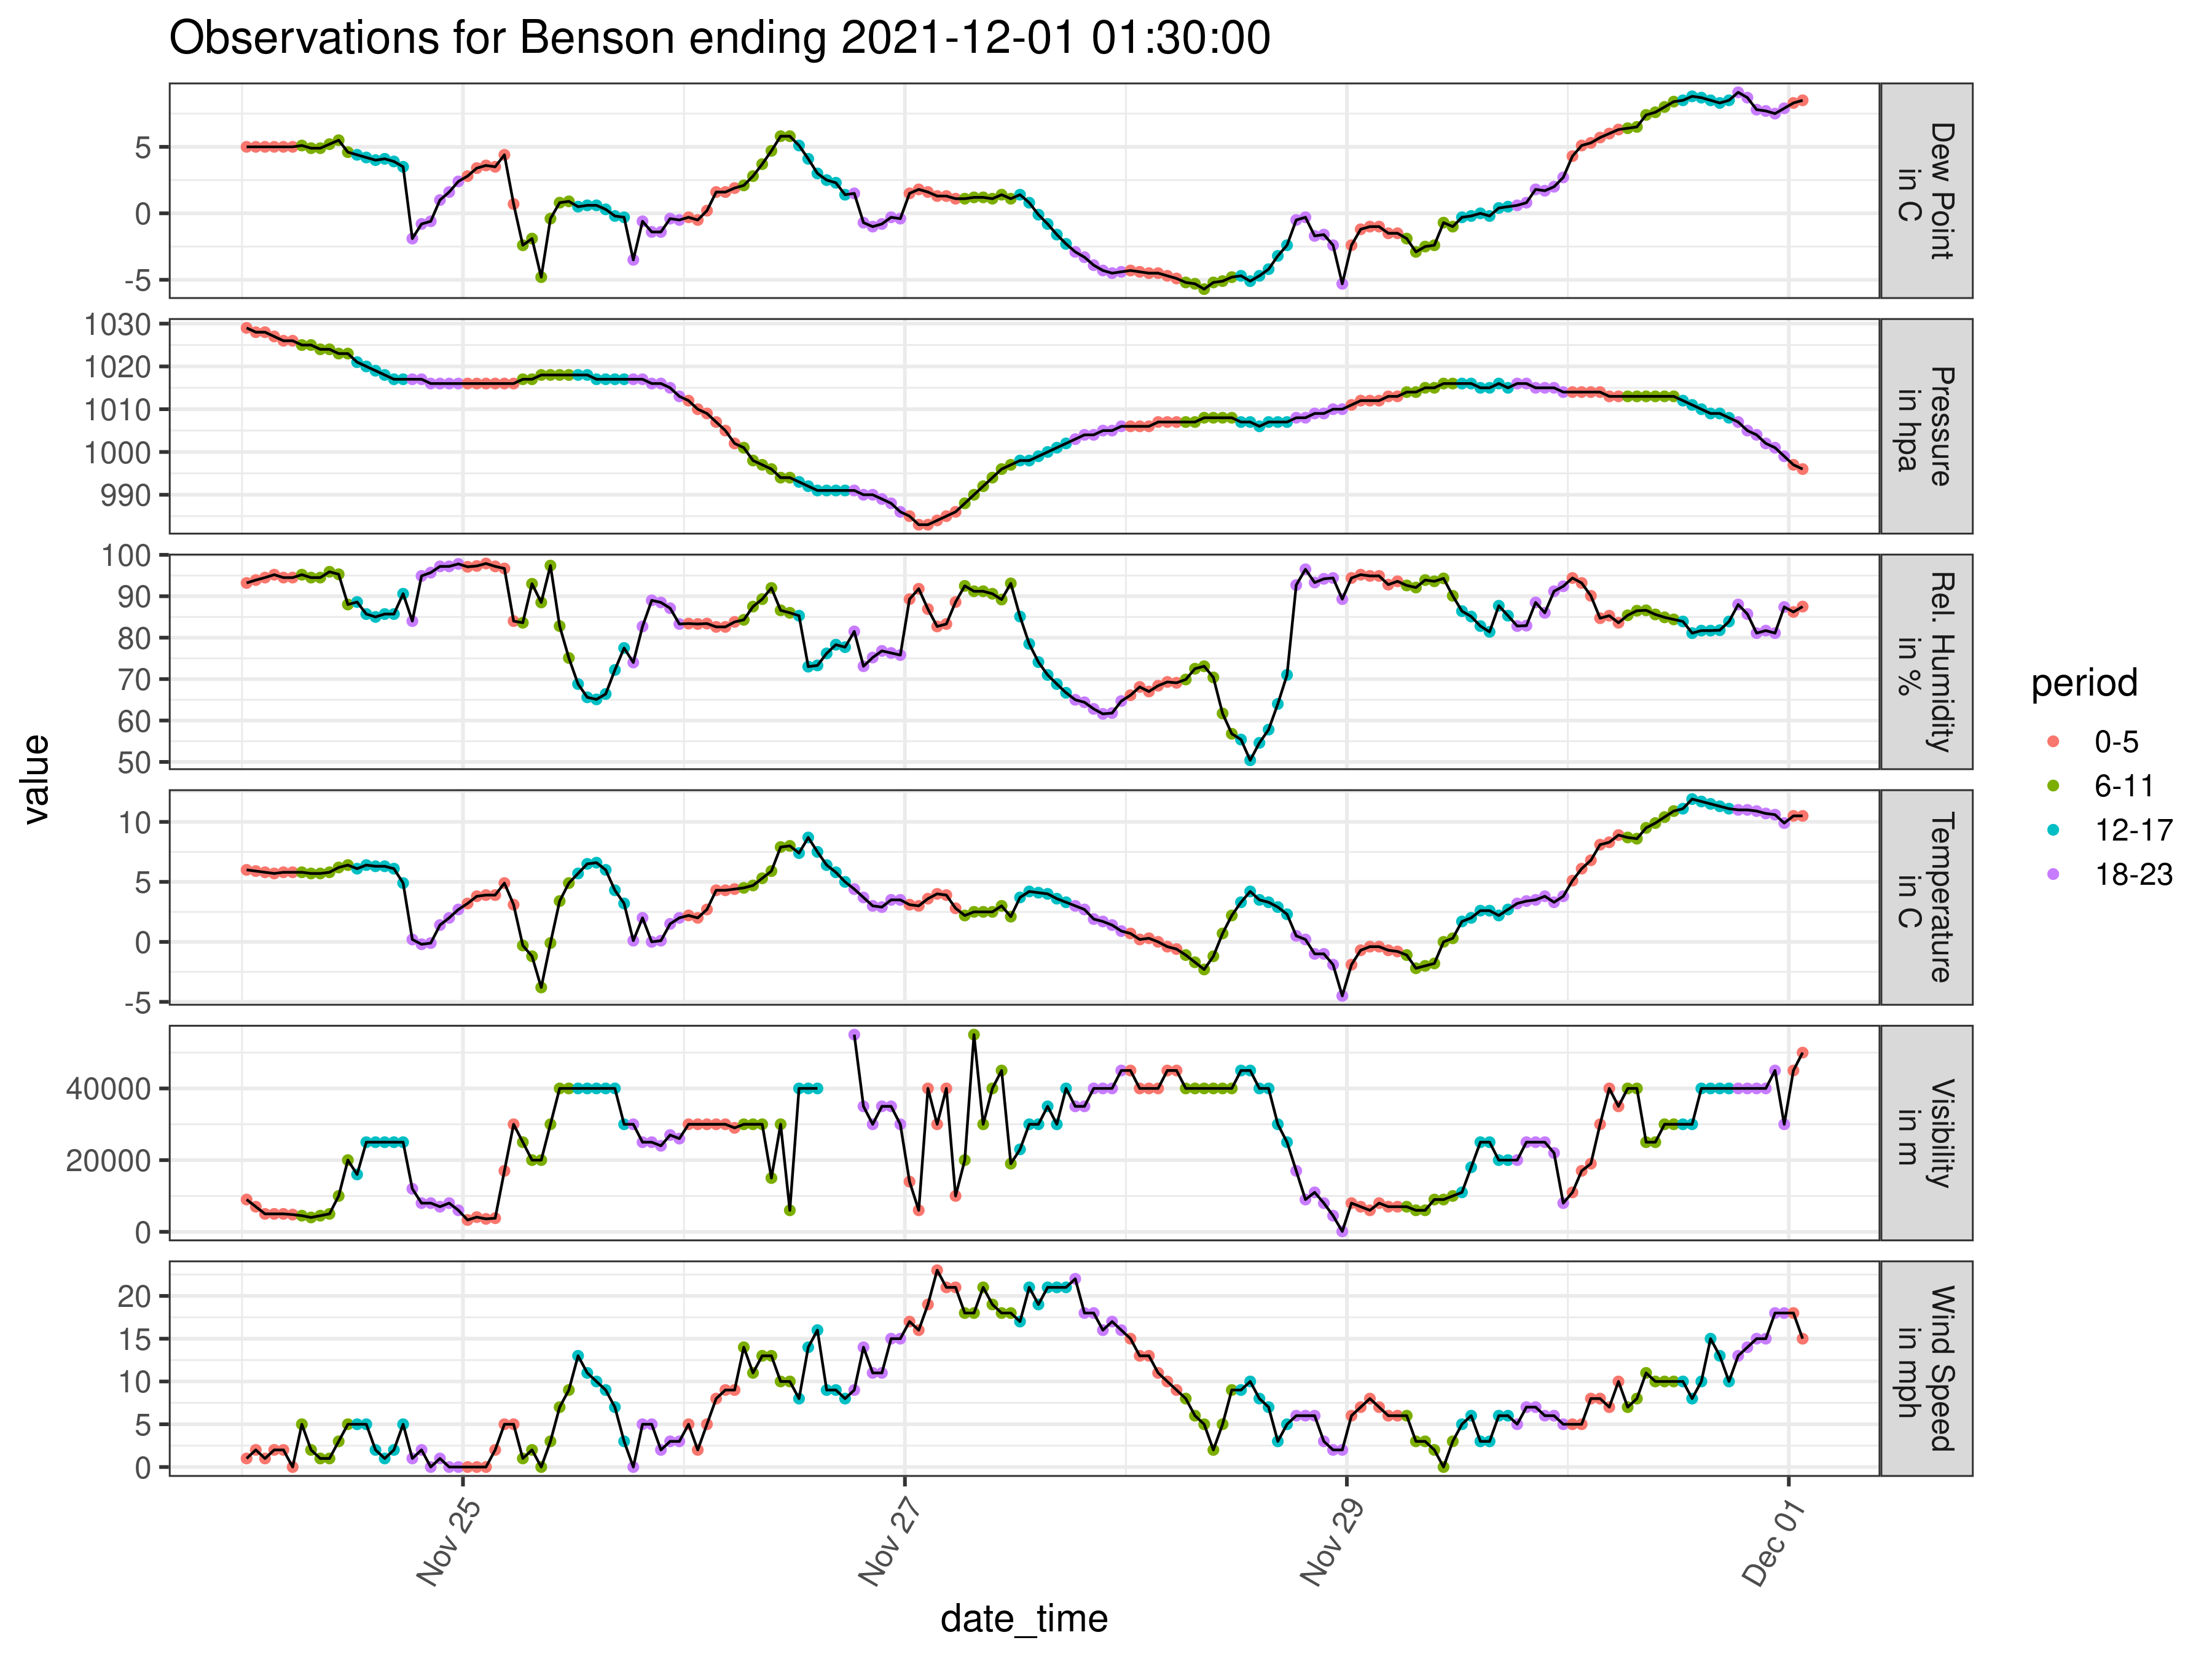 Observations for Benson ending 2021-12-01 01:30:00
value
5
0
-5
Dew Point
in C
1030
1020
1010
1000
990
Pressure
in hpa
100
90
80
70
60
50
Rel. Humidity
in %
10
5
0
-5
Temperature
in C
40000
20000
0
Visibility
in m
20
15
10
5
0
Wind Speed
in mph
Nov 25
Nov 27
Nov 29
Dec 01
date_time
period
0-5
6-11
12-17
18-23